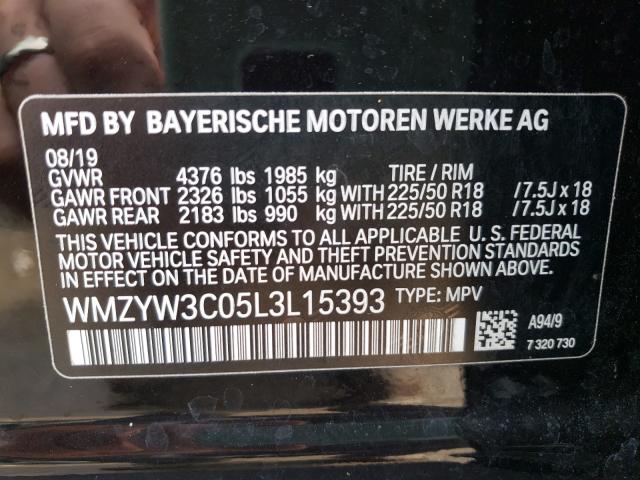 MFD BY BAYERISCHE MOTOREN WERKE AG
08/19
GVWR 4376 lbs 1985 kg TIRE / RIM
GAWR FRONT 2326 lbs 1055 kg WITH 225/50 R18 /7.5J x 18
GAWR REAR 2183 lbs 990 kg WITH 225/50 R18 /7.5J x 18
THIS VEHICLE CONFORMS TO ALL APPLICABLE U. S. FEDERAL
MOTOR VEHICLE SAFETY AND THEFT PREVENTION STANDARDS
IN EFFECT ON THE DATE OF MANUFACTURE SHOWN ABOVE.
WMZYW3C05L3L15393 TYPE: MPV
A94/9
7 320 730